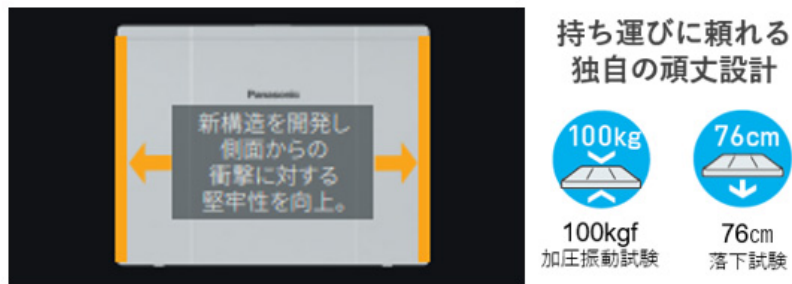 Panasonic
新構造を開発し
側面からの
衝撃に対する
堅牢性を向上。
持ち運びに頼れる
独自の頑丈設計
100kg
76cm
100kgf
加圧振動試験
76cm
落下試験